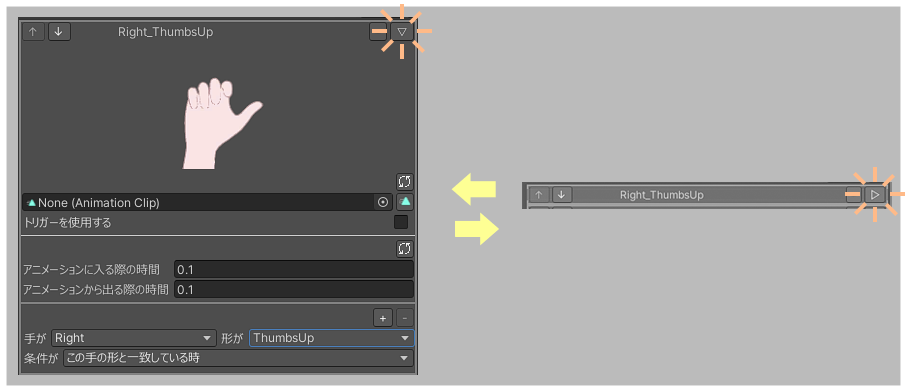 Right_ThumbsUp
None (Animation Clip)
トリガーを使用する
アニメーションに入る際の時間 0.1
アニメーションから出る際の時間 0.1
+ -
手が Right 形が ThumbsUp
条件が この手の形と一致している時
Right_ThumbsUp